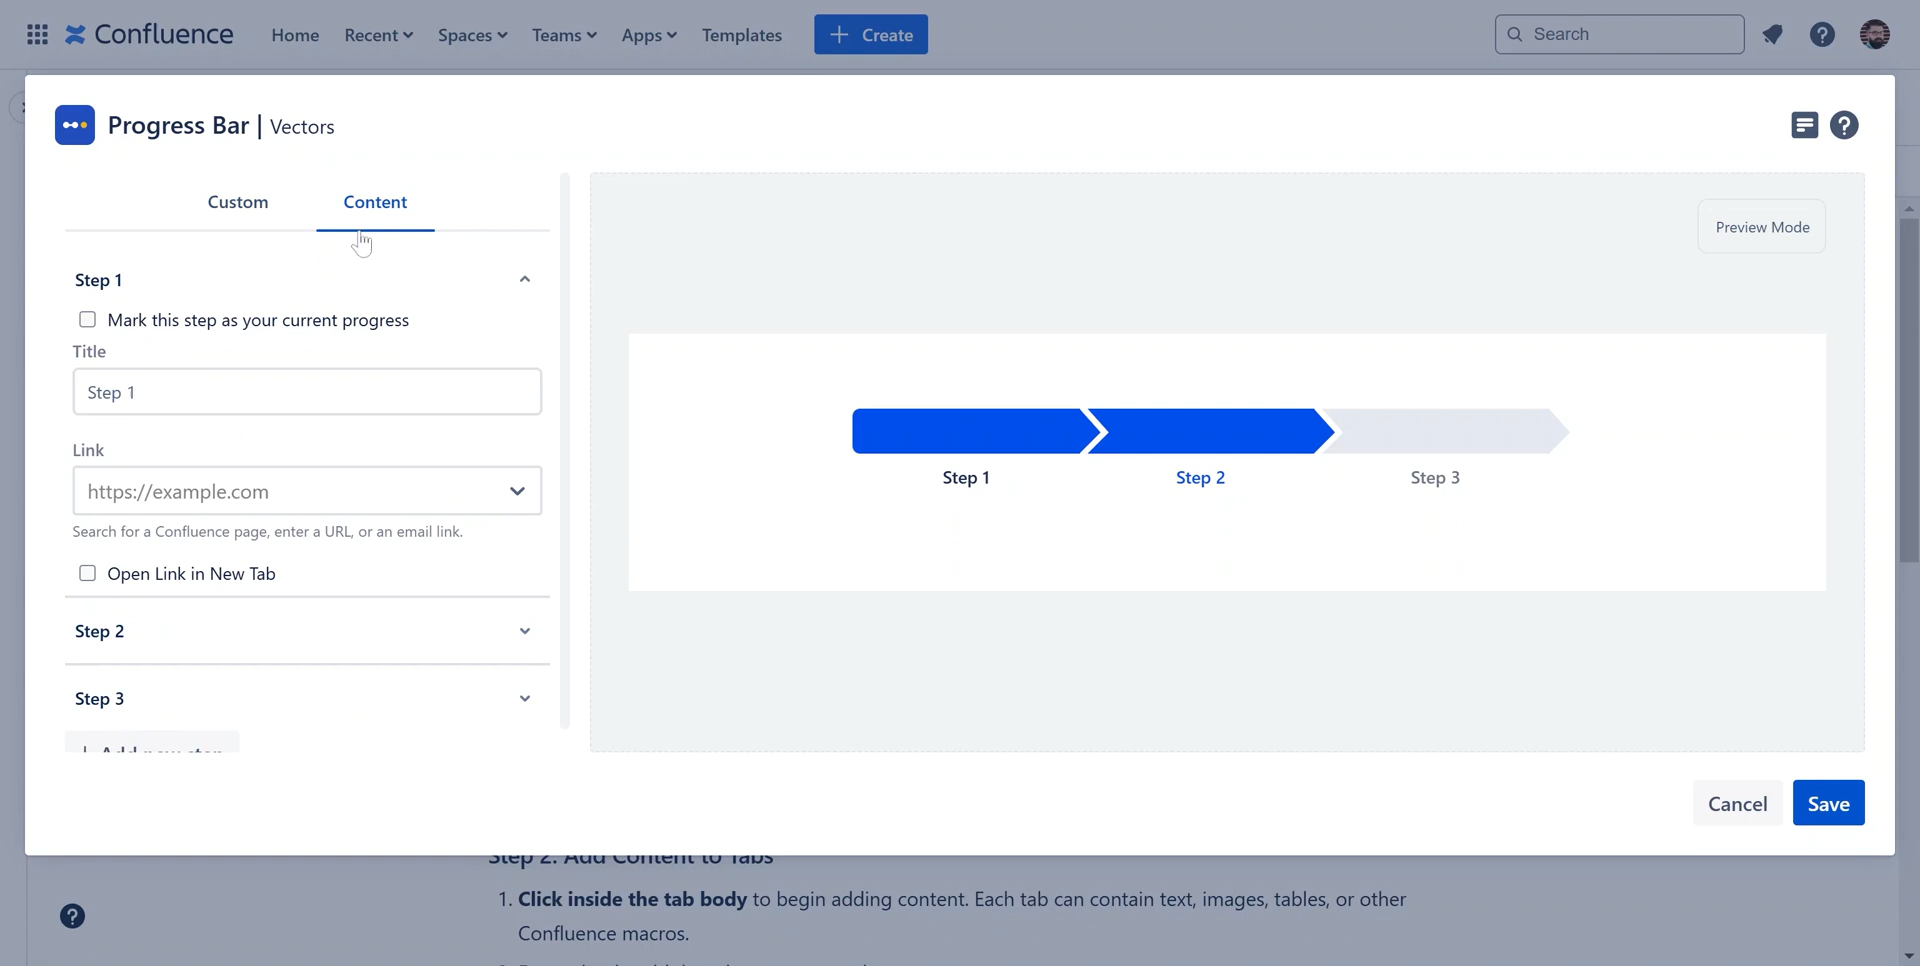 Confluence
Home
Recent
Spaces
Teams
Apps
Templates
+ Create
Search
Progress Bar | Vectors
Custom
Content
Step 1
Mark this step as your current progress
Title
Step 1
Link
https://example.com
Search for a Confluence page, enter a URL, or an email link.
Open Link in New Tab
Step 2
Step 3
+ Add new step
Preview Mode
Step 1
Step 2
Step 3
Cancel
Save
Step 2: Add Content to Tabs
1. Click inside the tab body to begin adding content. Each tab can contain text, images, tables, or other
Confluence macros.